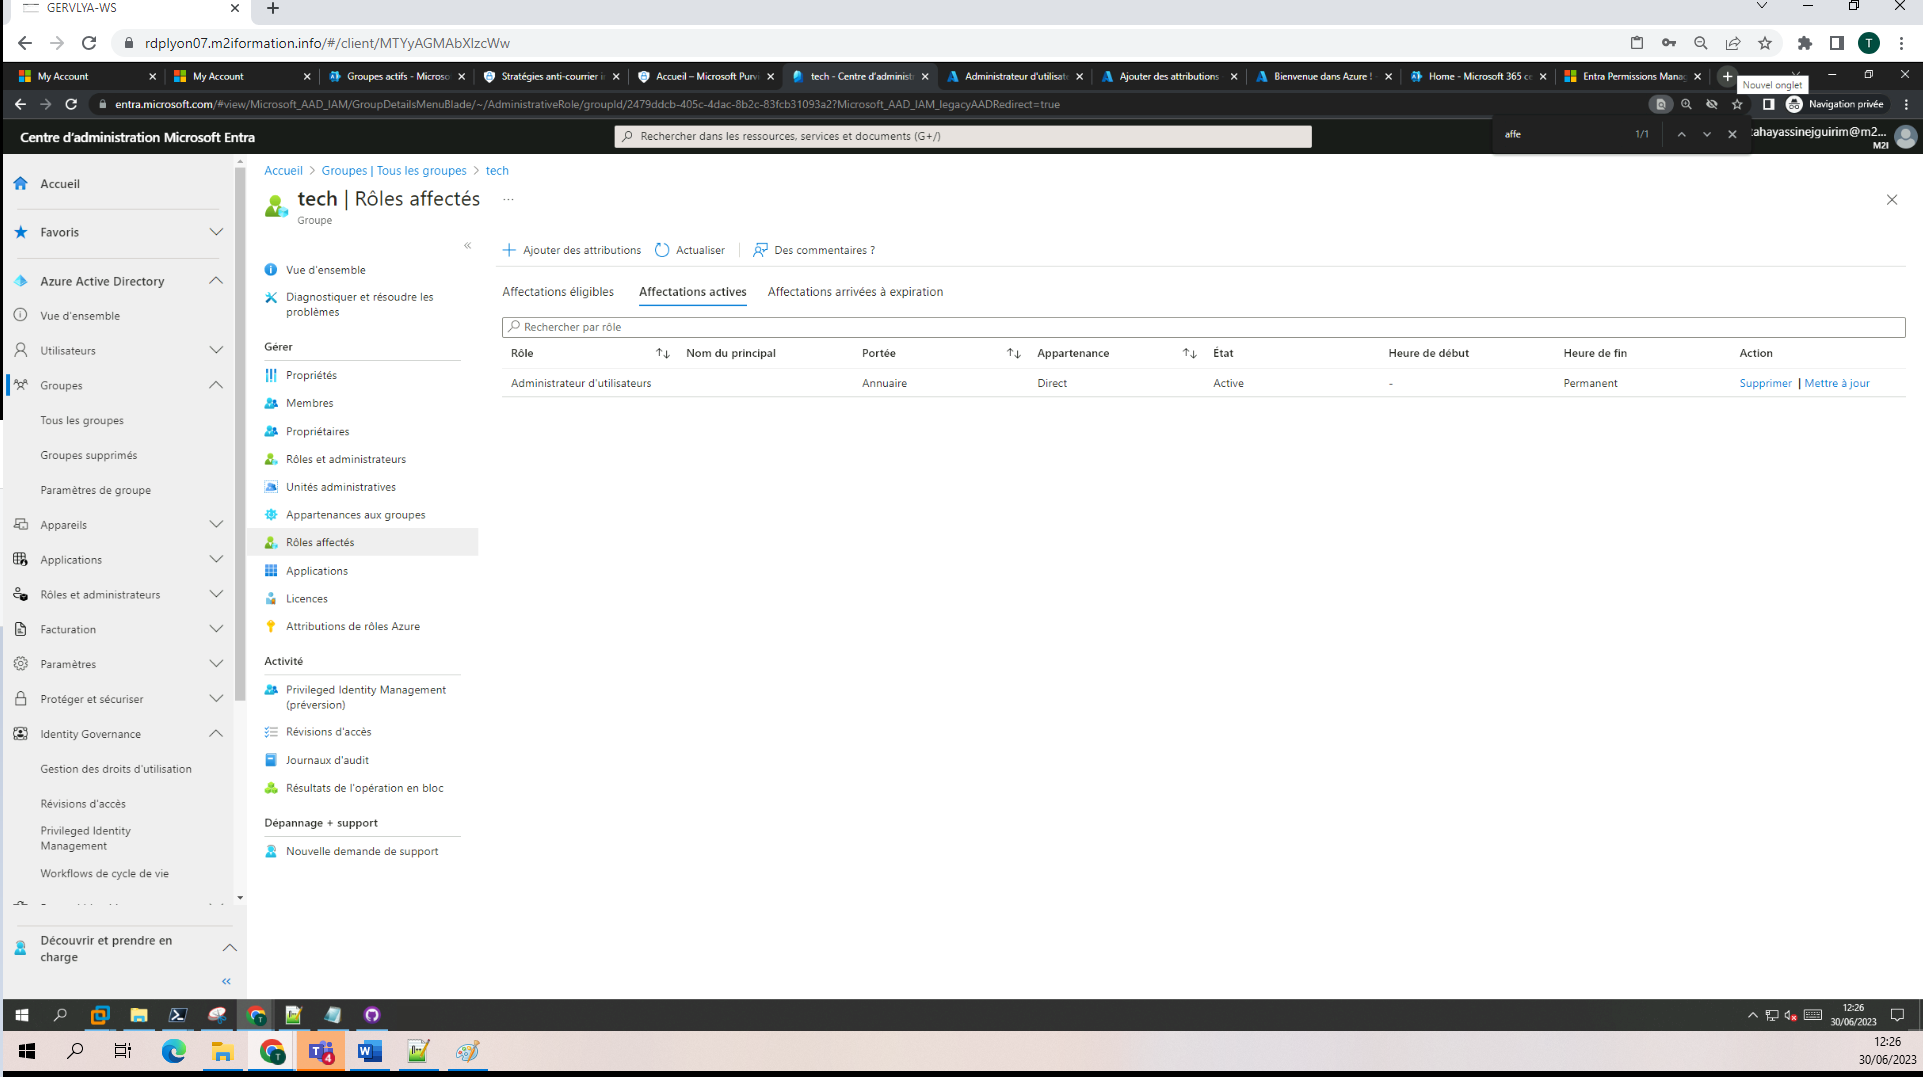 GERVLYA-WS
rdplyon07.m2iformation.info/#/client/MTYyAGMAbXlzcWw
T
My Account
My Account
Groupes actifs - Microso
Stratégies anti-courrier i
Accueil – Microsoft Purvi
tech - Centre d'administ
Administrateur d'utilisat
Ajouter des attributions
Bienvenue dans Azure !
Home - Microsoft 365 ce
Entra Permissions Mana
Nouvel onglet
entra.microsoft.com/#view/Microsoft_AAD_IAM/GroupDetailsMenuBlade/~/AdministrativeRole/groupId/2479ddcb-405c-4dac-8b2c-83fcb31093a2?Microsoft_AAD_IAM_legacyAADRedirect=true
Navigation privée
Centre d'administration Microsoft Entra
Rechercher dans les ressources, services et documents (G+/)
affe
1/1
tahayassinejguirim@m2...
M2I
Accueil
Favoris
Azure Active Directory
Vue d'ensemble
Utilisateurs
Groupes
Tous les groupes
Groupes supprimés
Paramètres de groupe
Appareils
Applications
Rôles et administrateurs
Facturation
Paramètres
Protéger et sécuriser
Identity Governance
Gestion des droits d'utilisation
Révisions d'accès
Privileged Identity
Management
Workflows de cycle de vie
Découvrir et prendre en
charge
Accueil > Groupes | Tous les groupes > tech
tech | Rôles affectés
...
Groupe
Vue d'ensemble
Diagnostiquer et résoudre les
problèmes
Gérer
Propriétés
Membres
Propriétaires
Rôles et administrateurs
Unités administratives
Appartenances aux groupes
Rôles affectés
Applications
Licences
Attributions de rôles Azure
Activité
Privileged Identity Management
(préversion)
Révisions d'accès
Journaux d'audit
Résultats de l'opération en bloc
Dépannage + support
Nouvelle demande de support
Ajouter des attributions
Actualiser
Des commentaires ?
Affectations éligibles
Affectations actives
Affectations arrivées à expiration
Rechercher par rôle
Rôle Nom du principal Portée Appartenance État Heure de début Heure de fin Action
Administrateur d'utilisateurs Annuaire Direct Active - Permanent Supprimer | Mettre à jour
12:26
30/06/2023
4
12:26
30/06/2023